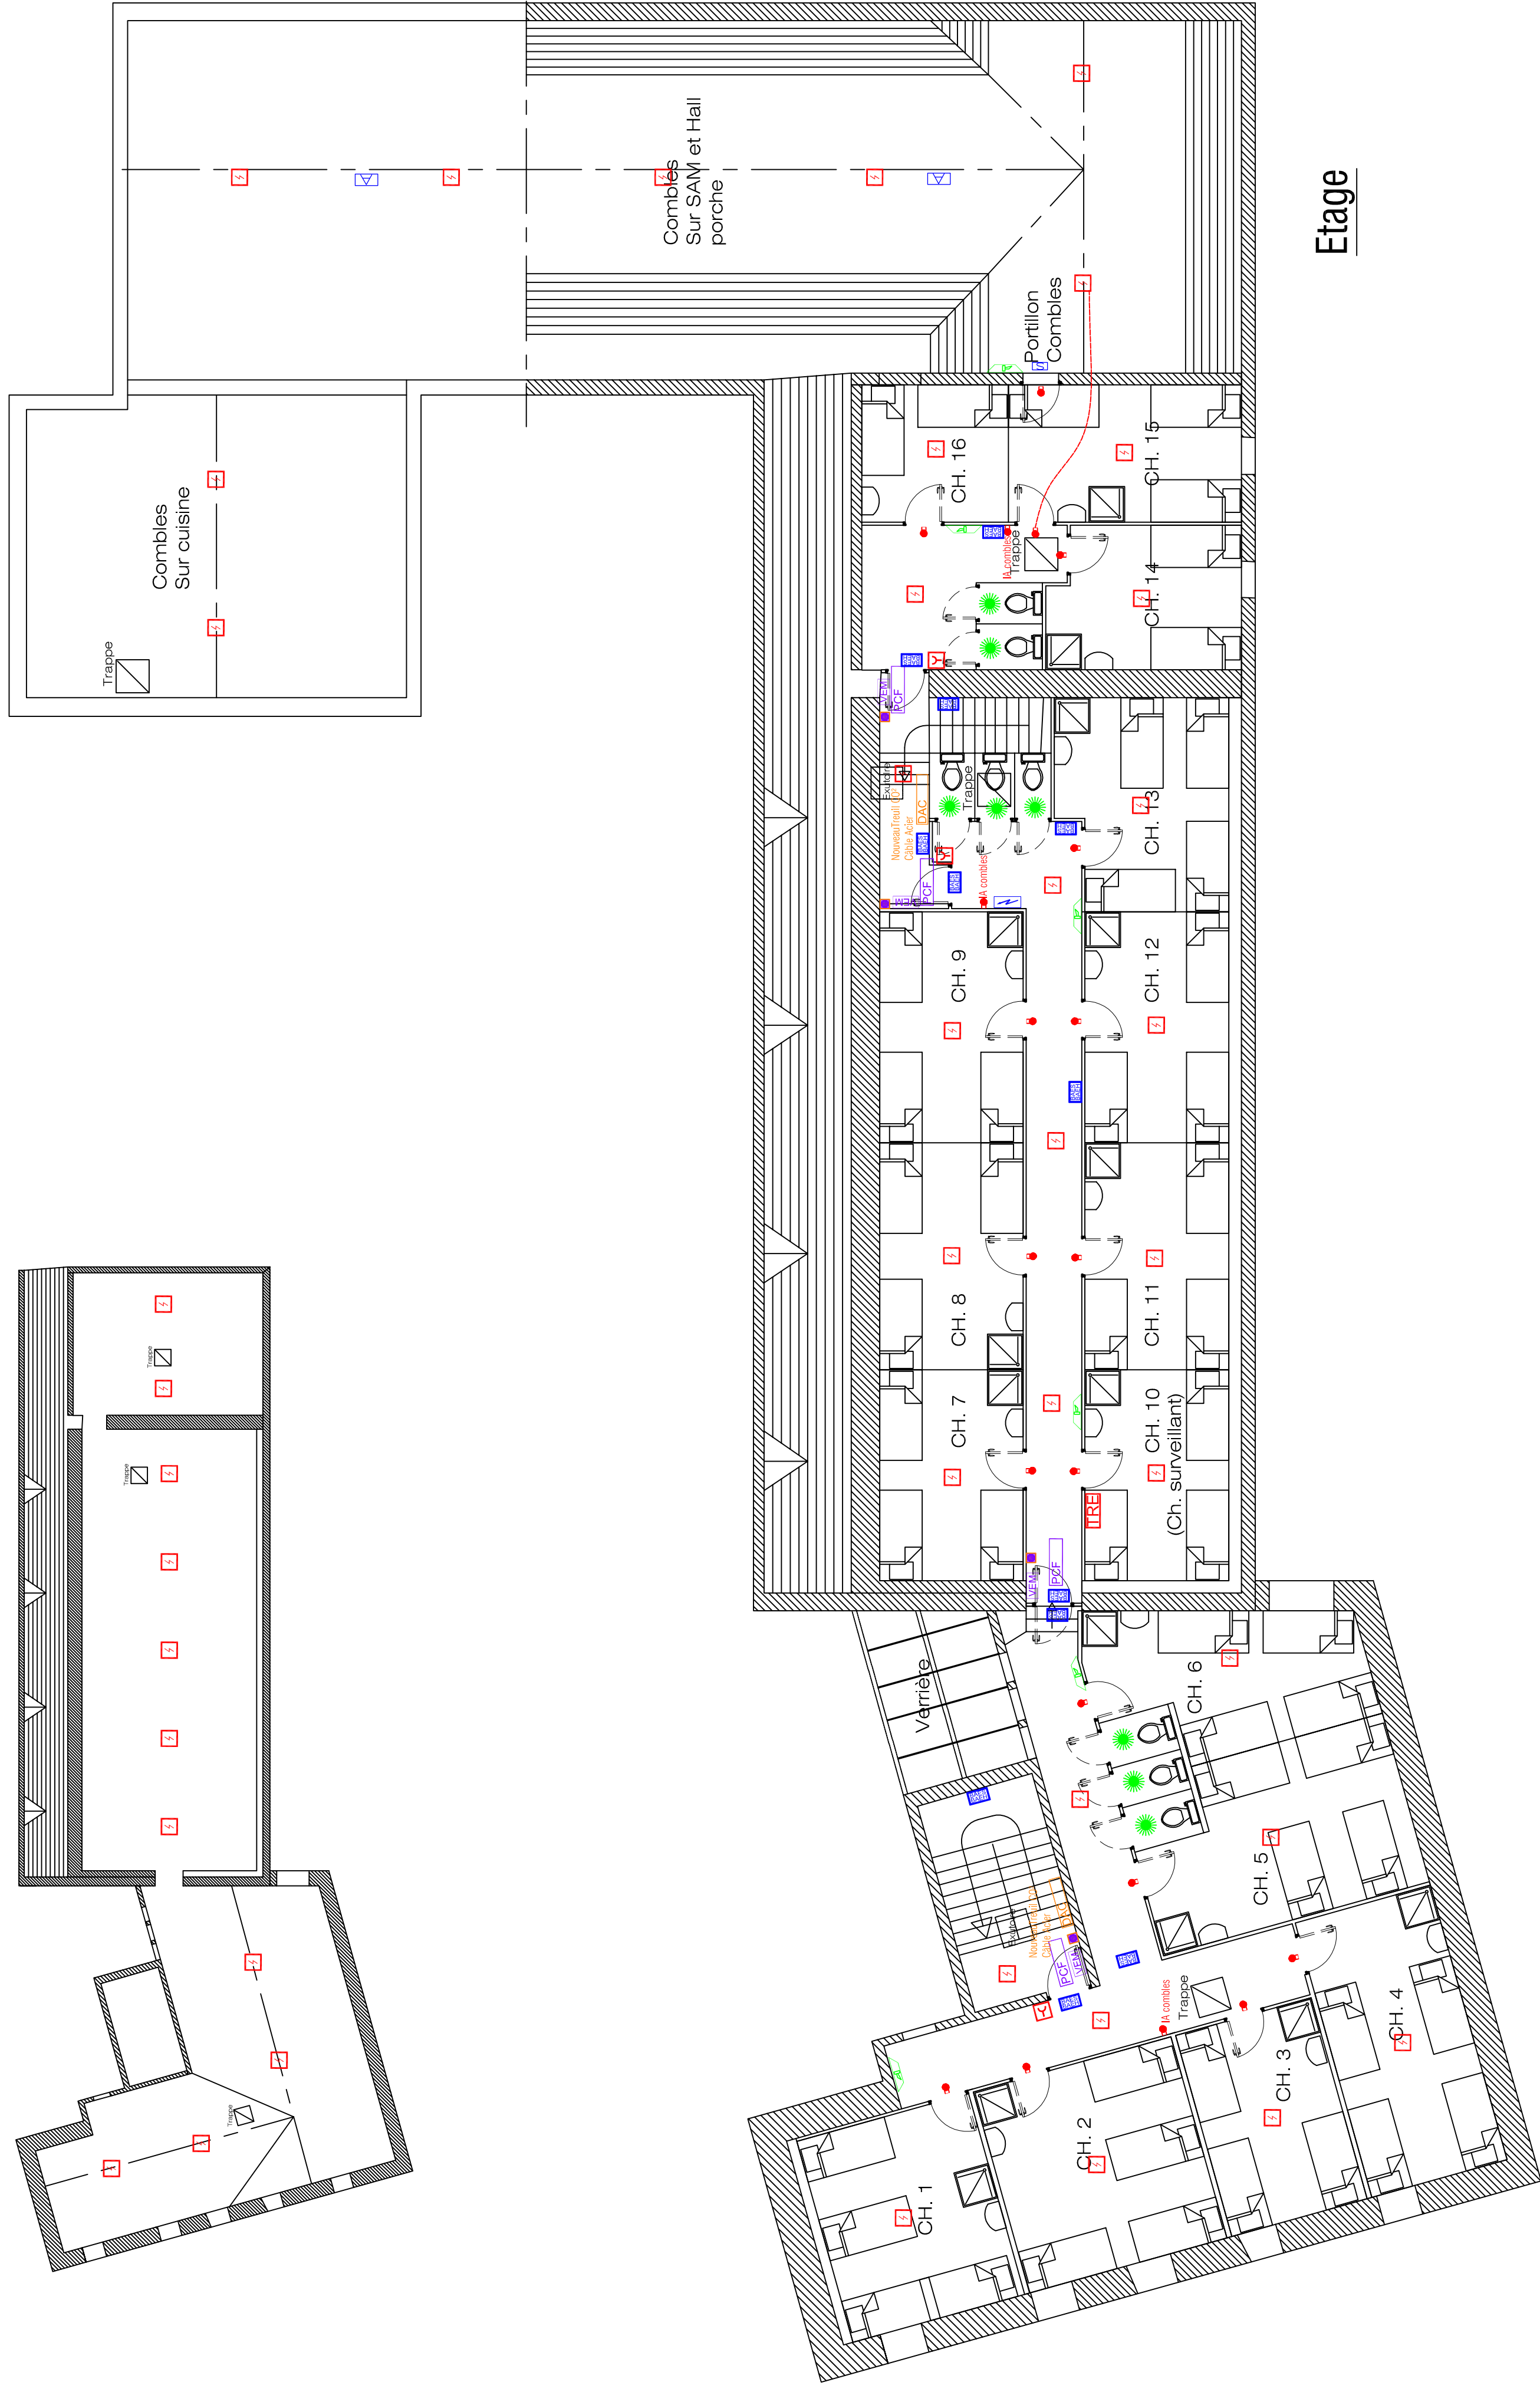 Etage
Combles
Sur SAM et Hall
porche
Combles
Sur cuisine
Trappe
Portillon
Combles
CH. 16
CH. 15
CH. 14
IA combles
Trappe
VEM
PCF
Exutoire
Nouveau Treuil CO²
Câble Acier
DAC
Trappe
PCF
IA combles
CH. 13
CH. 9
CH. 12
CH. 8
CH. 11
CH. 7
CH. 10
(Ch. surveillant)
TRE
VEM
PCF
Verrière
CH. 6
CH. 5
Exutoire
Câble Acier
DAC
PCF
VEM
IA combles
Trappe
CH. 4
CH. 3
CH. 2
CH. 1
Trappe
Trappe
Trappe